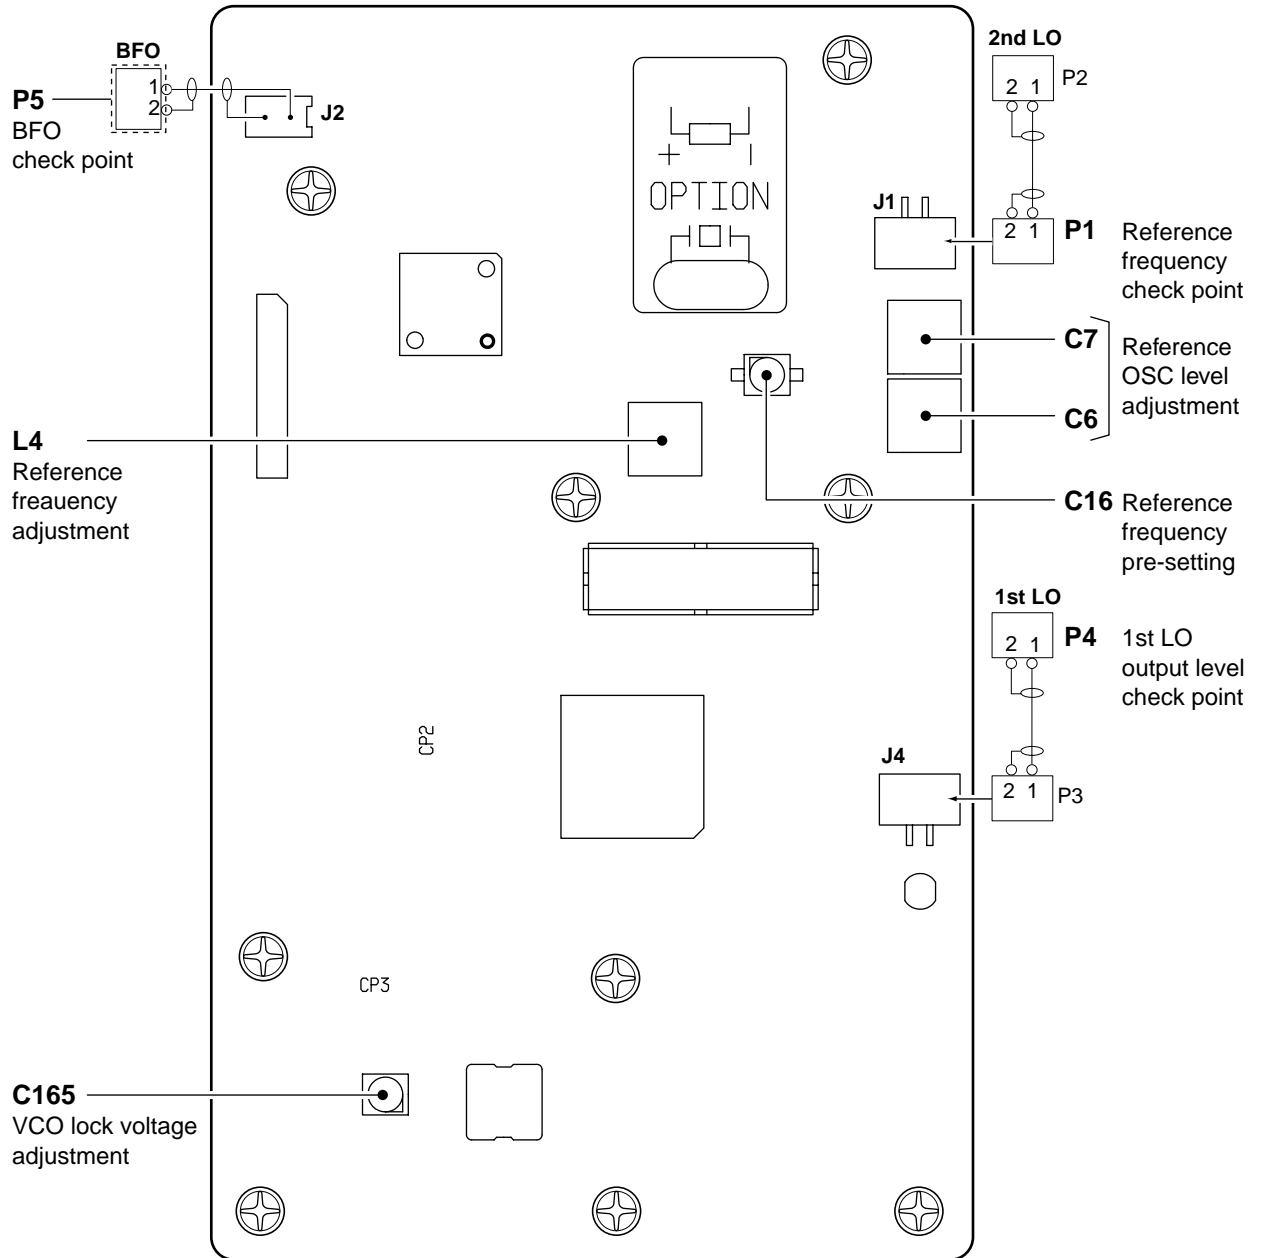 BFO
1
2
P5
BFO
check point
J2
+ −
OPTION
2nd LO
2 1
P2
J1
2 1
P1
Reference
frequency
check point
C7
C6
Reference
OSC level
adjustment
L4
Reference
freauency
adjustment
C16
Reference
frequency
pre-setting
1st LO
2 1
P4
1st LO
output level
check point
CP2
J4
2 1
P3
CP3
C165
VCO lock voltage
adjustment